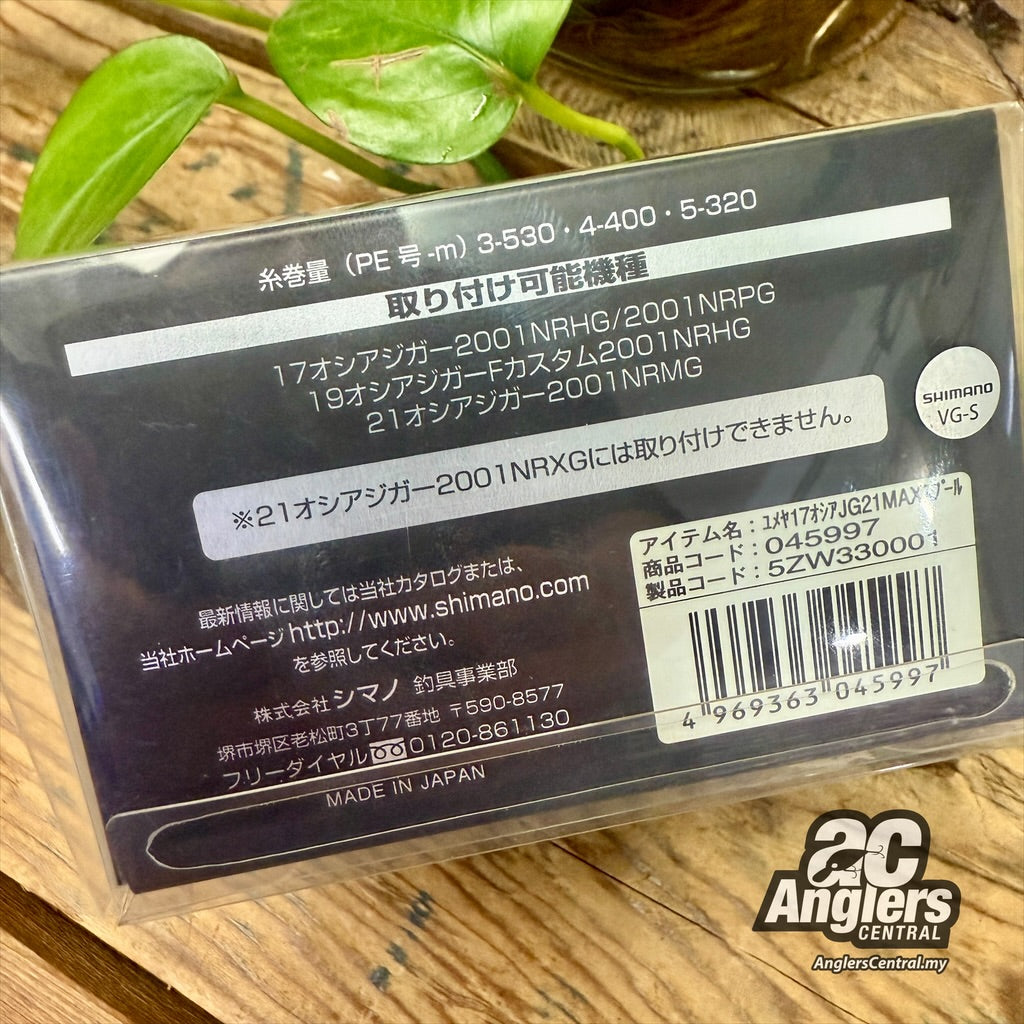 糸巻量（PE 号-m）3-530・4-400・5-320
取り付け可能機種
17オシアジガー2001NRHG/2001NRPG
19オシアジガーFカスタム2001NRHG
21オシアジガー2001NRMG
※21オシアジガー2001NRXGには取り付けできません。
SHIMANO
VG-S
アイテム名：ﾕﾒﾔ17ｵｼｱJG21MAX
商品コード：045997
製品コード：5ZW330001
4 969363 045997
最新情報に関しては当社カタログまたは、
当社ホームページhttp://www.shimano.com
を参照してください。
株式会社シマノ 釣具事業部
堺市堺区老松町3丁77番地 〒590-8577
フリーダイヤル 0120-861130
MADE IN JAPAN
ac
Anglers
CENTRAL
AnglersCentral.my